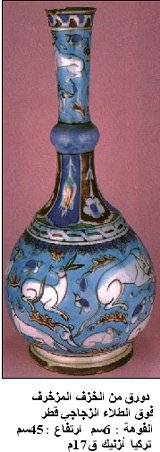 دورق من الخزف المزخرف
فوق الطلاء الزجاجي قطر
الفوهة : 6سم ارتفاع : 45سم
تركيا أزنيك ق17م